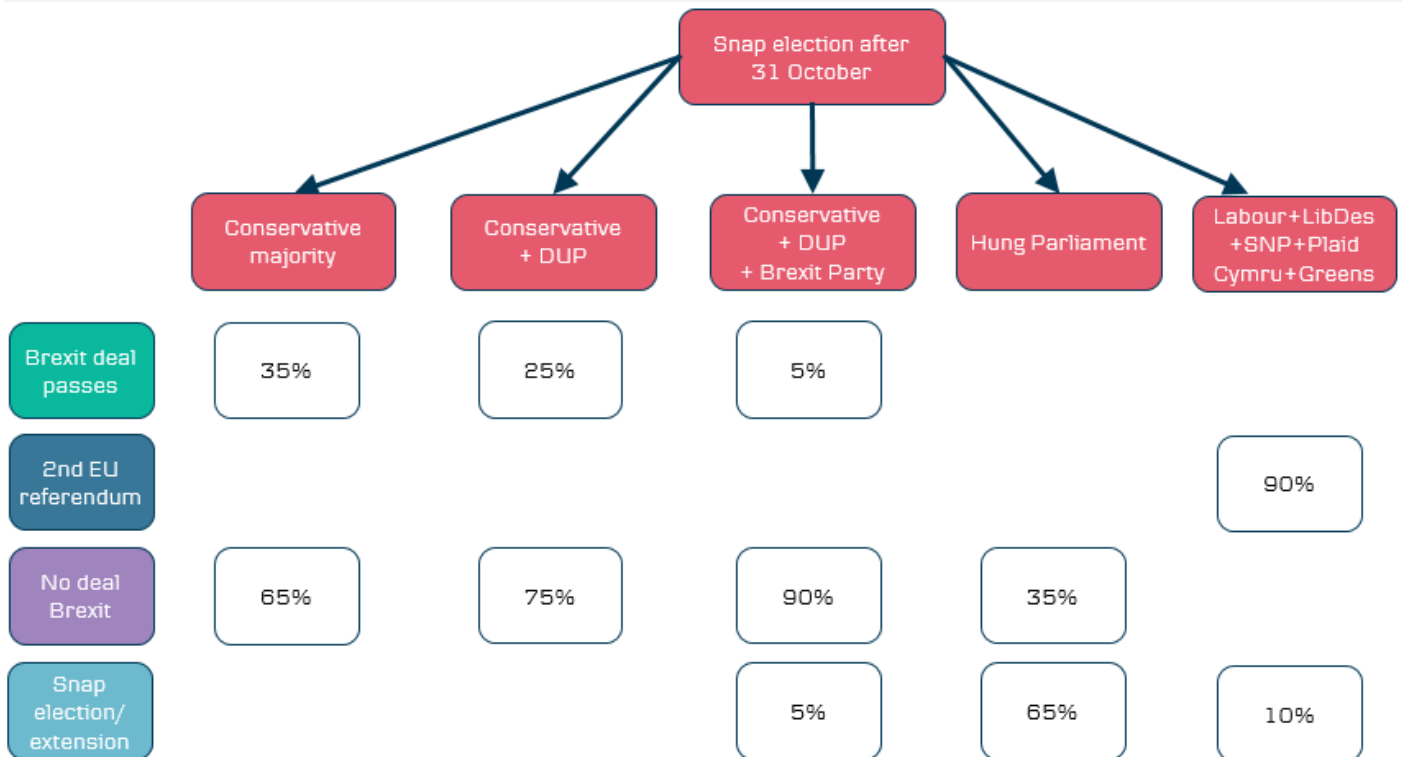 Snap election after
31 October
Conservative
majority
Conservative
+ DUP
Conservative
+ DUP
+ Brexit Party
Hung Parliament
Labour+LibDes
+SNP+Plaid
Cymru+Greens
Brexit deal
passes
35%
25%
5%
2nd EU
referendum
90%
No deal
Brexit
65%
75%
90%
35%
Snap
election/
extension
5%
65%
10%